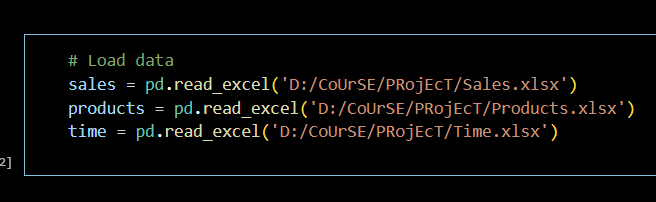 # Load data
sales = pd.read_excel('D:/CoUrSE/PRojEcT/Sales.xlsx')
products = pd.read_excel('D:/CoUrSE/PRojEcT/Products.xlsx')
time = pd.read_excel('D:/CoUrSE/PRojEcT/Time.xlsx')
2]